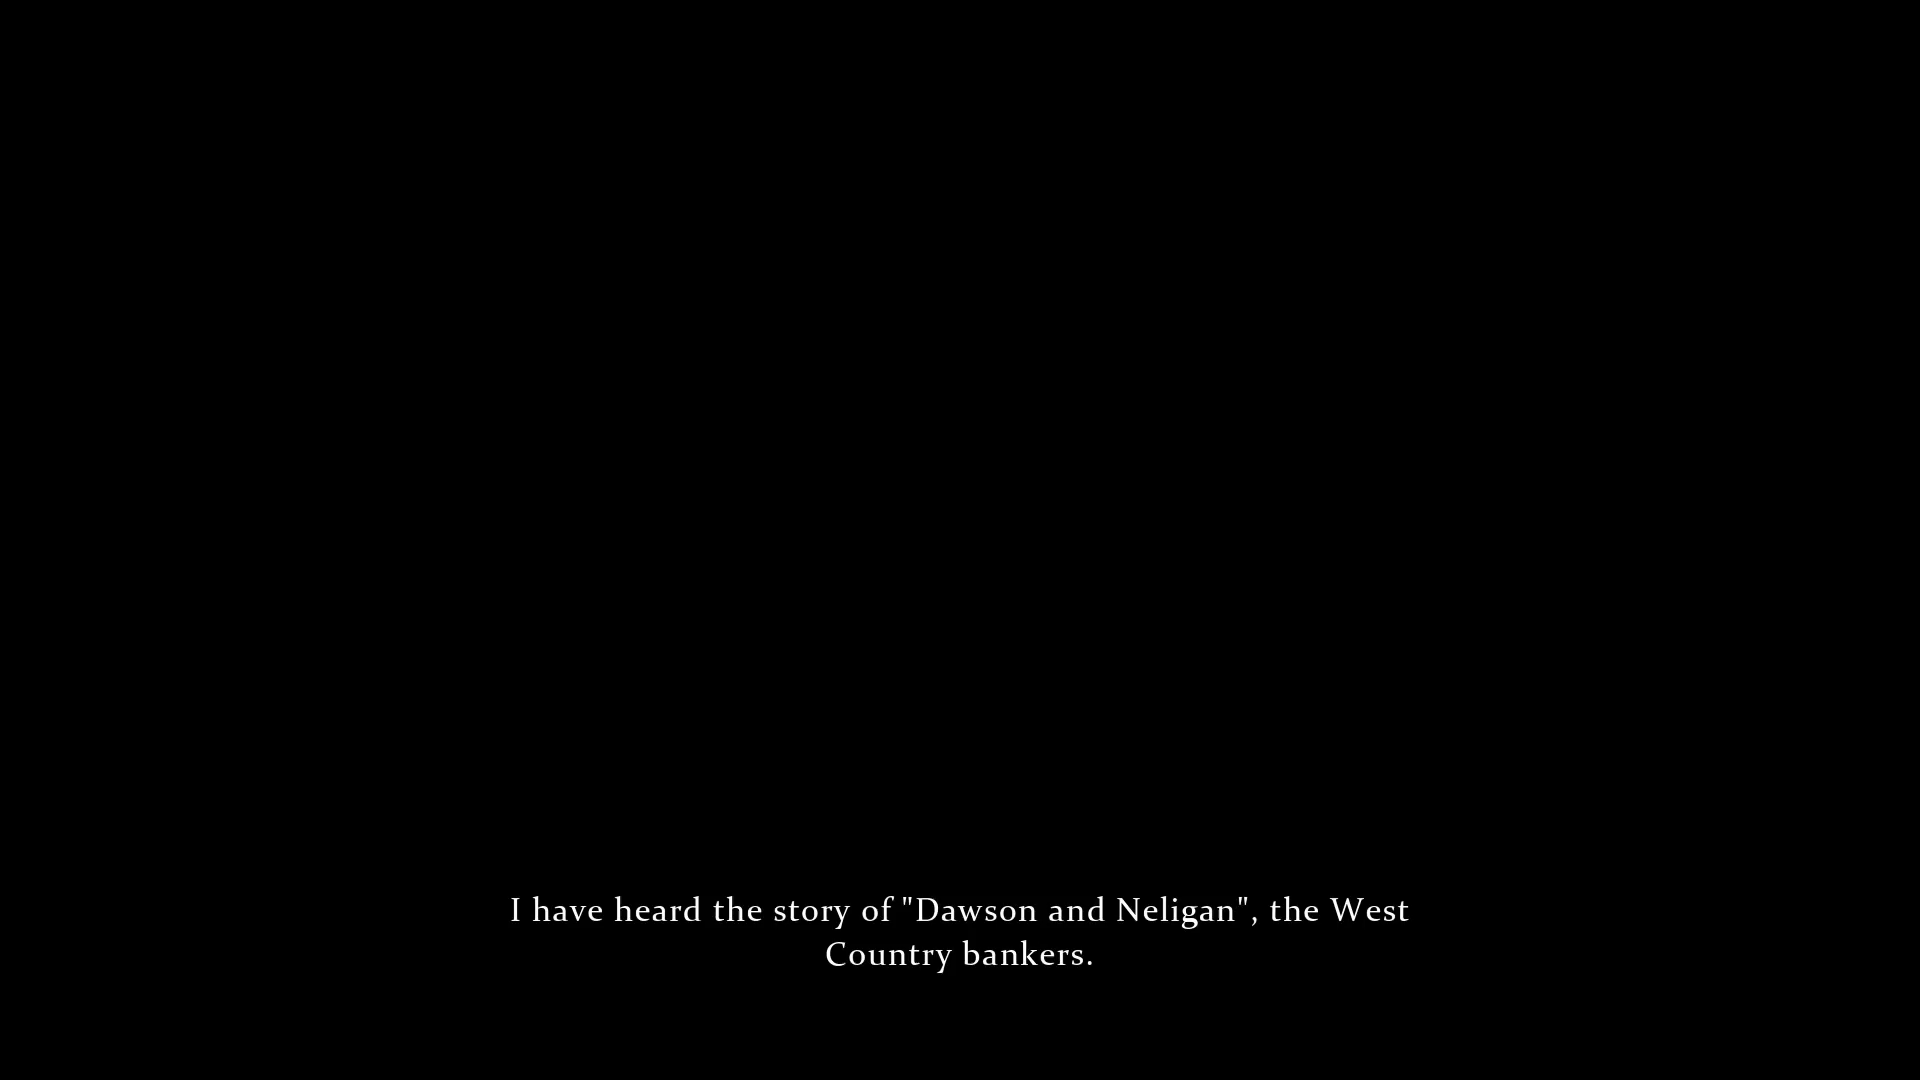 I have heard the story of "Dawson and Neligan", the West
Country bankers.